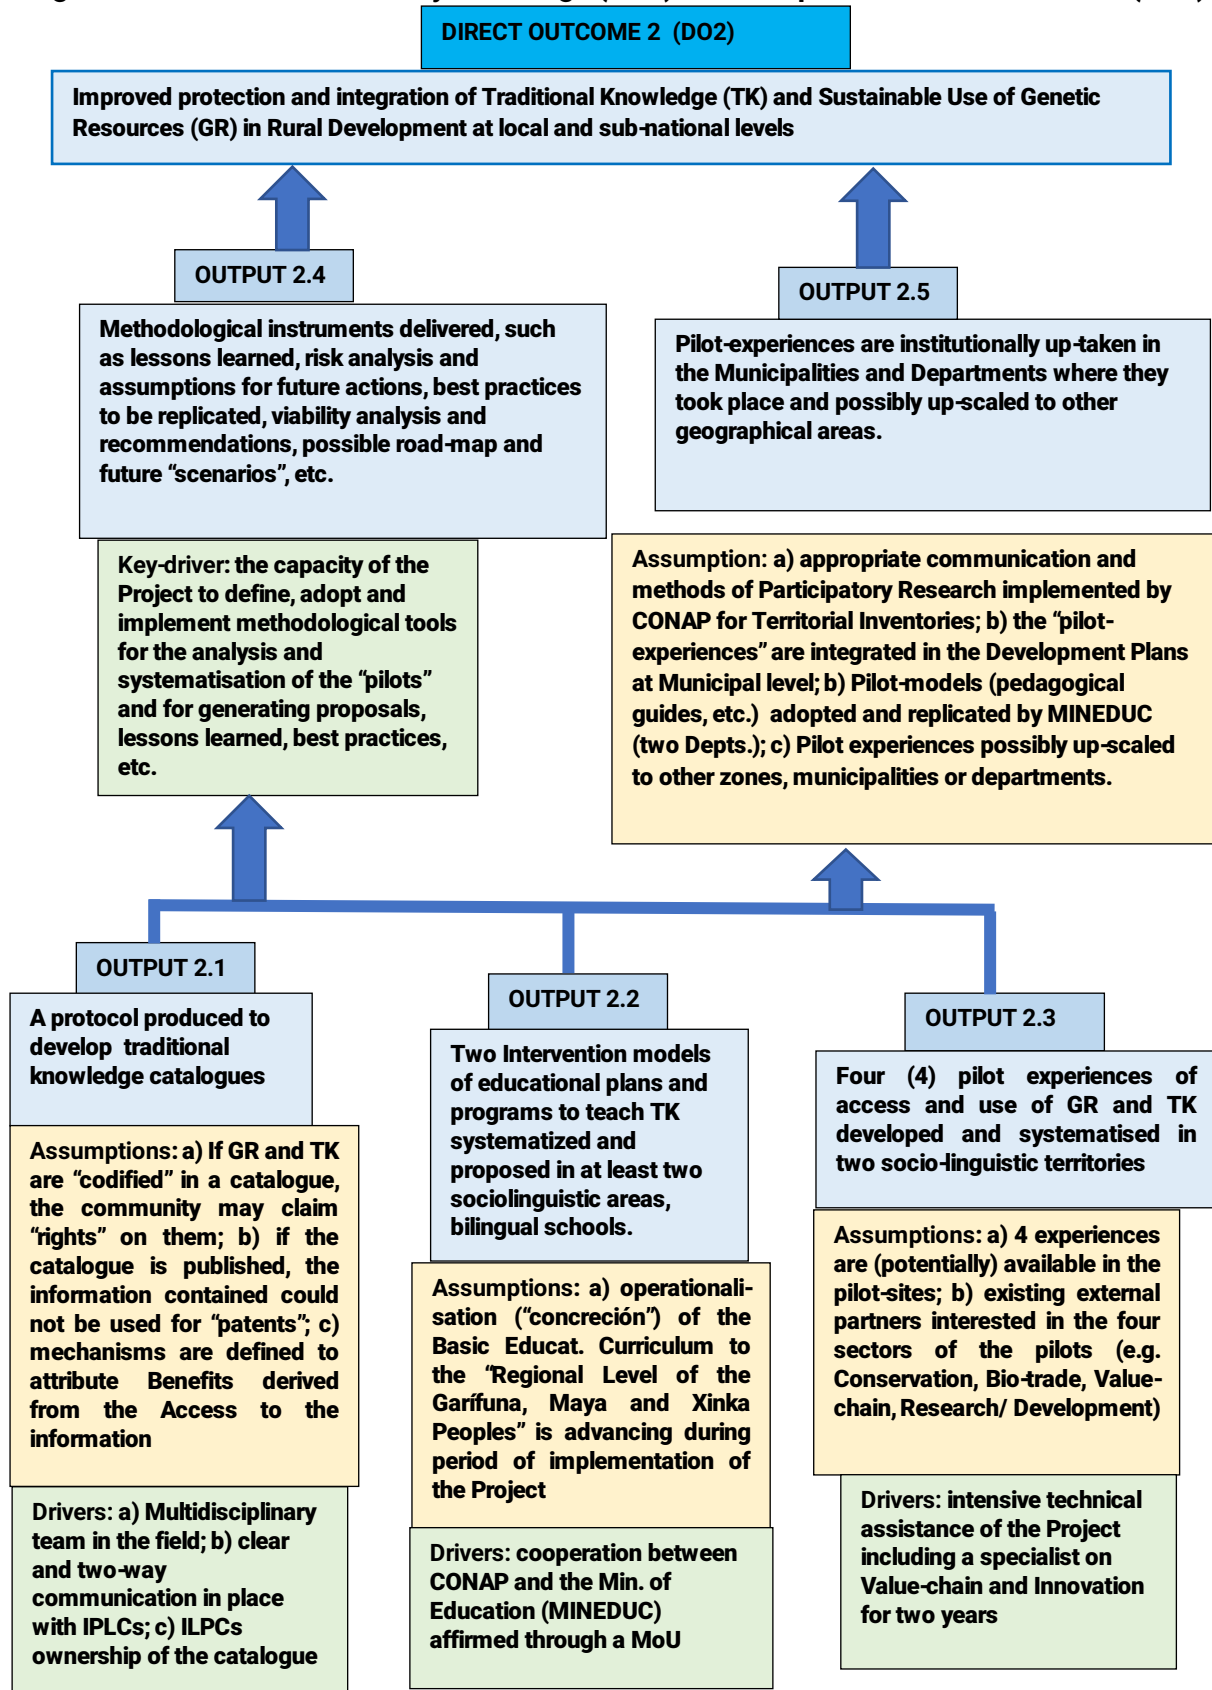 DIRECT OUTCOME 2 (DO2)
Improved protection and integration of Traditional Knowledge (TK) and Sustainable Use of Genetic
Resources (GR) in Rural Development at local and sub-national levels
OUTPUT 2.4
Methodological instruments delivered, such
as lessons learned, risk analysis and
assumptions for future actions, best practices
to be replicated, viability analysis and
recommendations, possible road-map and
future “scenarios”, etc.
Key-driver: the capacity of the
Project to define, adopt and
implement methodological tools
for the analysis and
systematisation of the “pilots”
and for generating proposals,
lessons learned, best practices,
etc.
OUTPUT 2.5
Pilot-experiences are institutionally up-taken in
the Municipalities and Departments where they
took place and possibly up-scaled to other
geographical areas.
Assumption: a) appropriate communication and
methods of Participatory Research implemented by
CONAP for Territorial Inventories; b) the “pilot-
experiences” are integrated in the Development Plans
at Municipal level; b) Pilot-models (pedagogical
guides, etc.) adopted and replicated by MINEDUC
(two Depts.); c) Pilot experiences possibly up-scaled
to other zones, municipalities or departments.
OUTPUT 2.1
A protocol produced to
develop traditional
knowledge catalogues
Assumptions: a) If GR and TK
are “codified” in a catalogue,
the community may claim
“rights” on them; b) if the
catalogue is published, the
information contained could
not be used for “patents”; c)
mechanisms are defined to
attribute Benefits derived
from the Access to the
information
Drivers: a) Multidisciplinary
team in the field; b) clear
and two-way
communication in place
with IPLCs; c) ILPCs
ownership of the catalogue
OUTPUT 2.2
Two Intervention models
of educational plans and
programs to teach TK
systematized and
proposed in at least two
sociolinguistic areas,
bilingual schools.
Assumptions: a) operationali-
sation (“concreción”) of the
Basic Educat. Curriculum to
the “Regional Level of the
Garífuna, Maya and Xinka
Peoples” is advancing during
period of implementation of
the Project
Drivers: cooperation between
CONAP and the Min. of
Education (MINEDUC)
affirmed through a MoU
OUTPUT 2.3
Four (4) pilot experiences of
access and use of GR and TK
developed and systematised in
two socio-linguistic territories
Assumptions: a) 4 experiences
are (potentially) available in the
pilot-sites; b) existing external
partners interested in the four
sectors of the pilots (e.g.
Conservation, Bio-trade, Value-
chain, Research/ Development)
Drivers: intensive technical
assistance of the Project
including a specialist on
Value-chain and Innovation
for two years